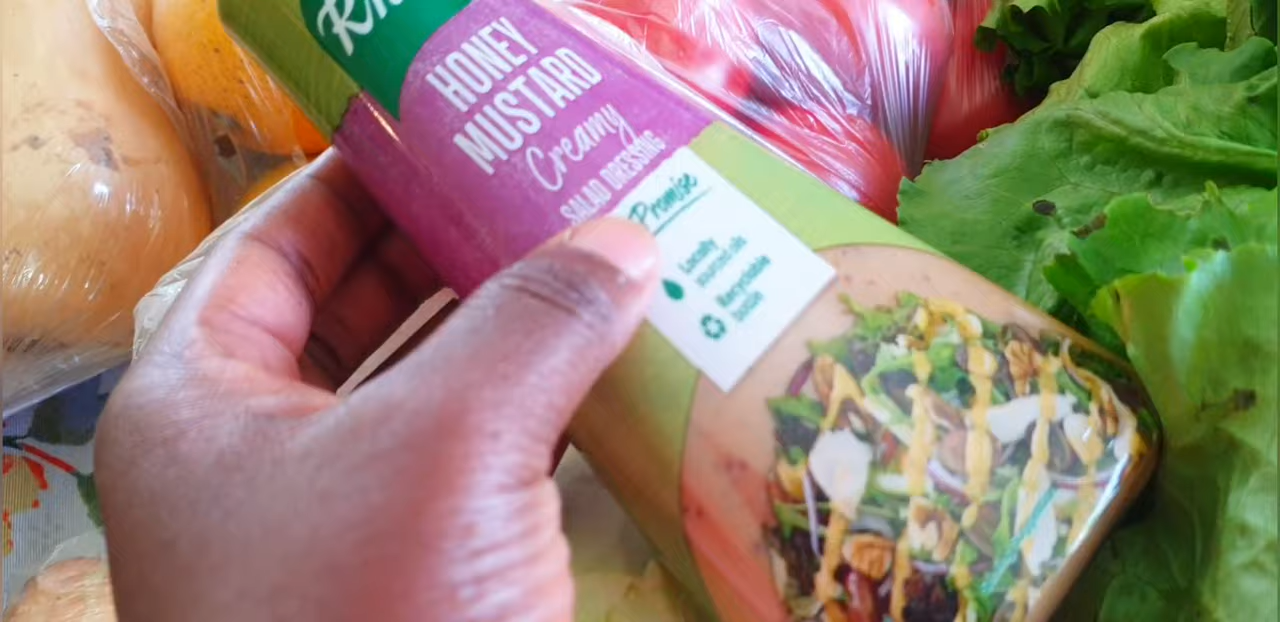 HONEY
MUSTARD
Creamy
SALAD DRESSING
Promise
Locally
sourced oils
Recyclable
bottle